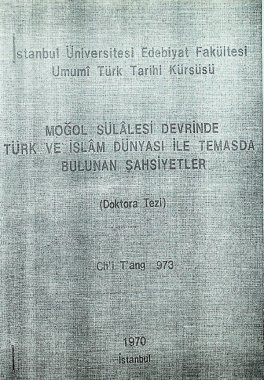 İstanbul Üniversitesi Edebiyat Fakültesi
Umumî Türk Tarihi Kürsüsü
MOĞOL SÜLÂLESİ DEVRİNDE
TÜRK VE İSLÂM DÜNYASI İLE TEMASDA
BULUNAN ŞAHSİYETLER
(Doktora Tezi)
Ch'i T'ang 973
1970
İstanbul